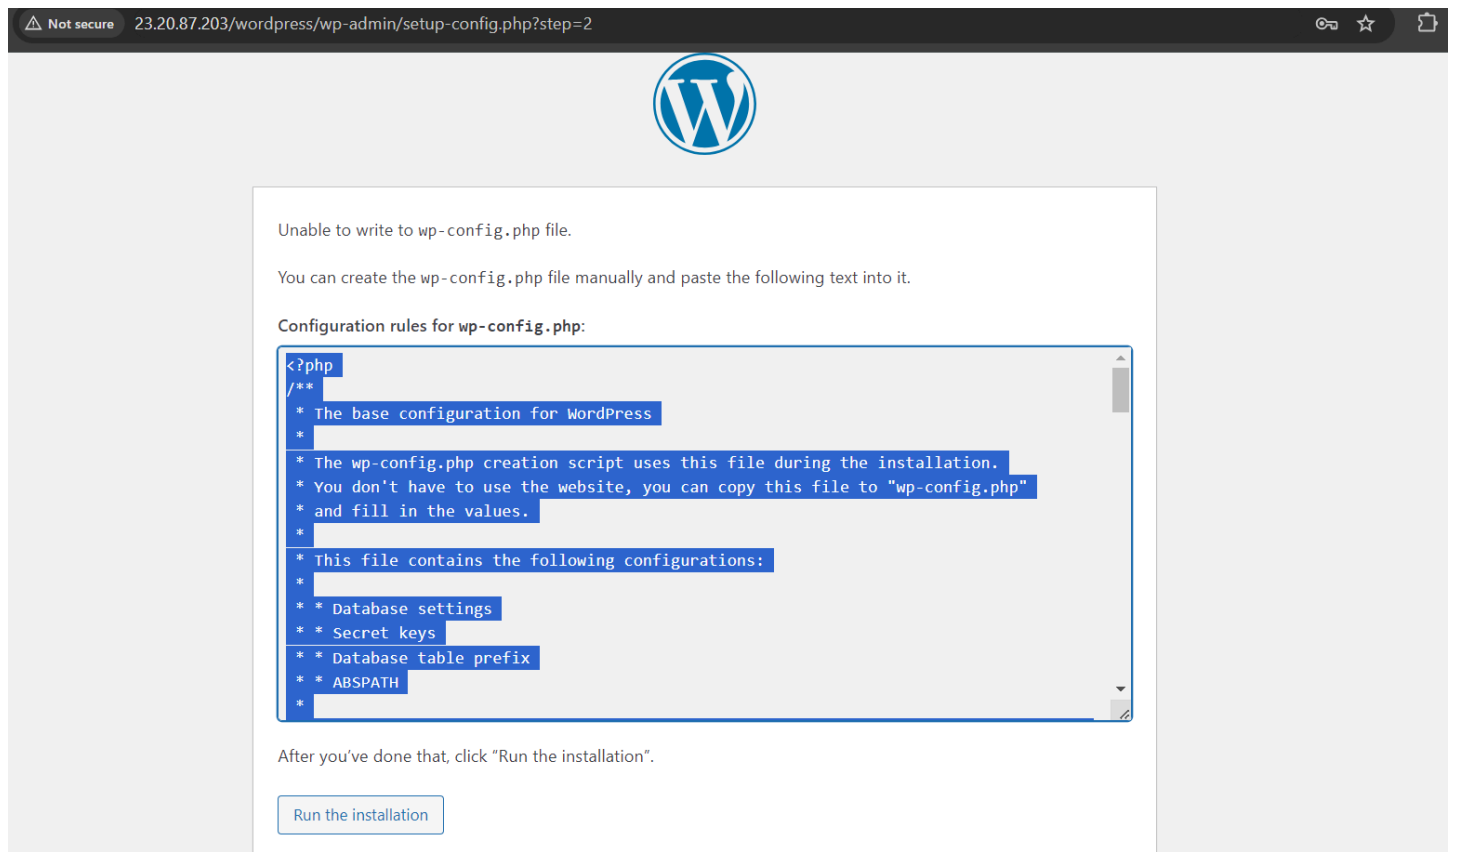 Not secure 23.20.87.203/wordpress/wp-admin/setup-config.php?step=2
W
Unable to write to wp-config.php file.
You can create the wp-config.php file manually and paste the following text into it.
Configuration rules for wp-config.php:
<?php
/**
* The base configuration for WordPress
*
* The wp-config.php creation script uses this file during the installation.
* You don't have to use the website, you can copy this file to "wp-config.php"
* and fill in the values.
*
* This file contains the following configurations:
*
* * Database settings
* * Secret keys
* * Database table prefix
* * ABSPATH
*
After you’ve done that, click “Run the installation”.
Run the installation